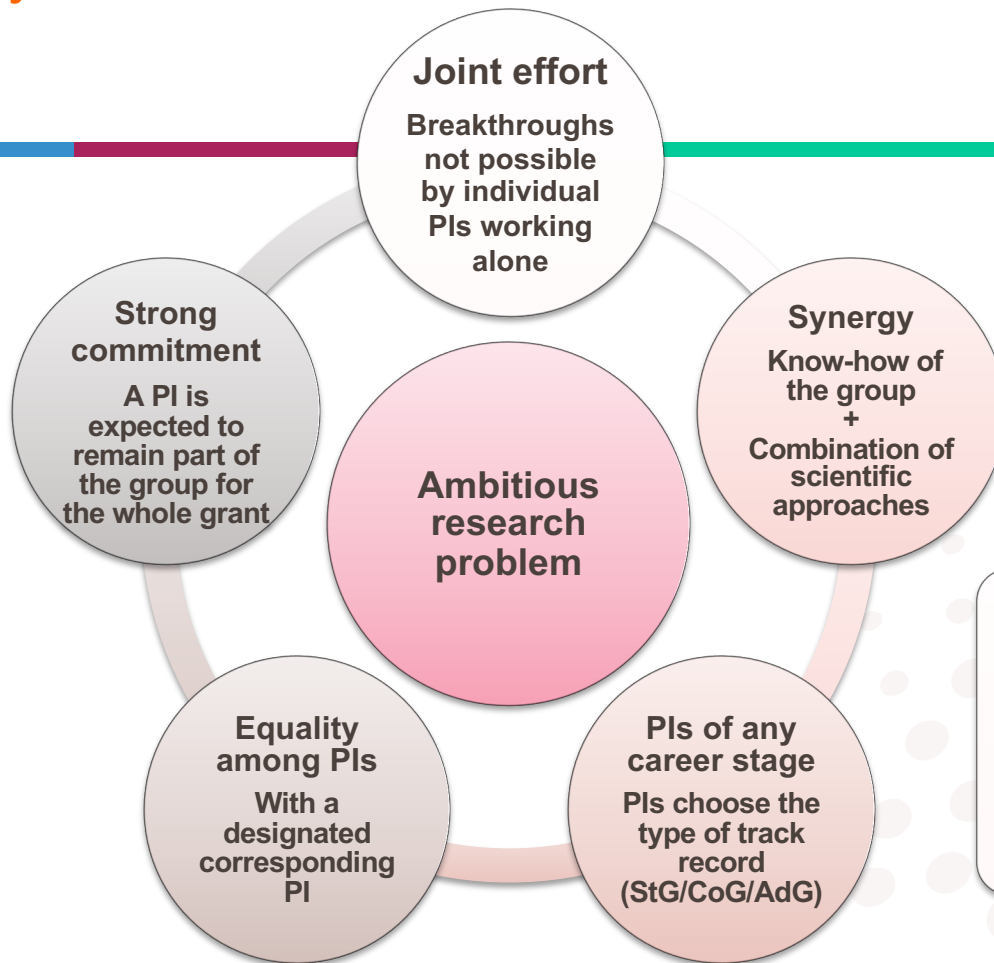 Joint effort
Breakthroughs
not possible
by individual
PIs working
alone
Strong
commitment
A PI is
expected to
remain part of
the group for
the whole grant
Synergy
Know-how of
the group
+
Combination of
scientific
approaches
Ambitious
research
problem
Equality
among PIs
With a
designated
corresponding
PI
PIs of any
career stage
PIs choose the
type of track
record
(StG/CoG/AdG)